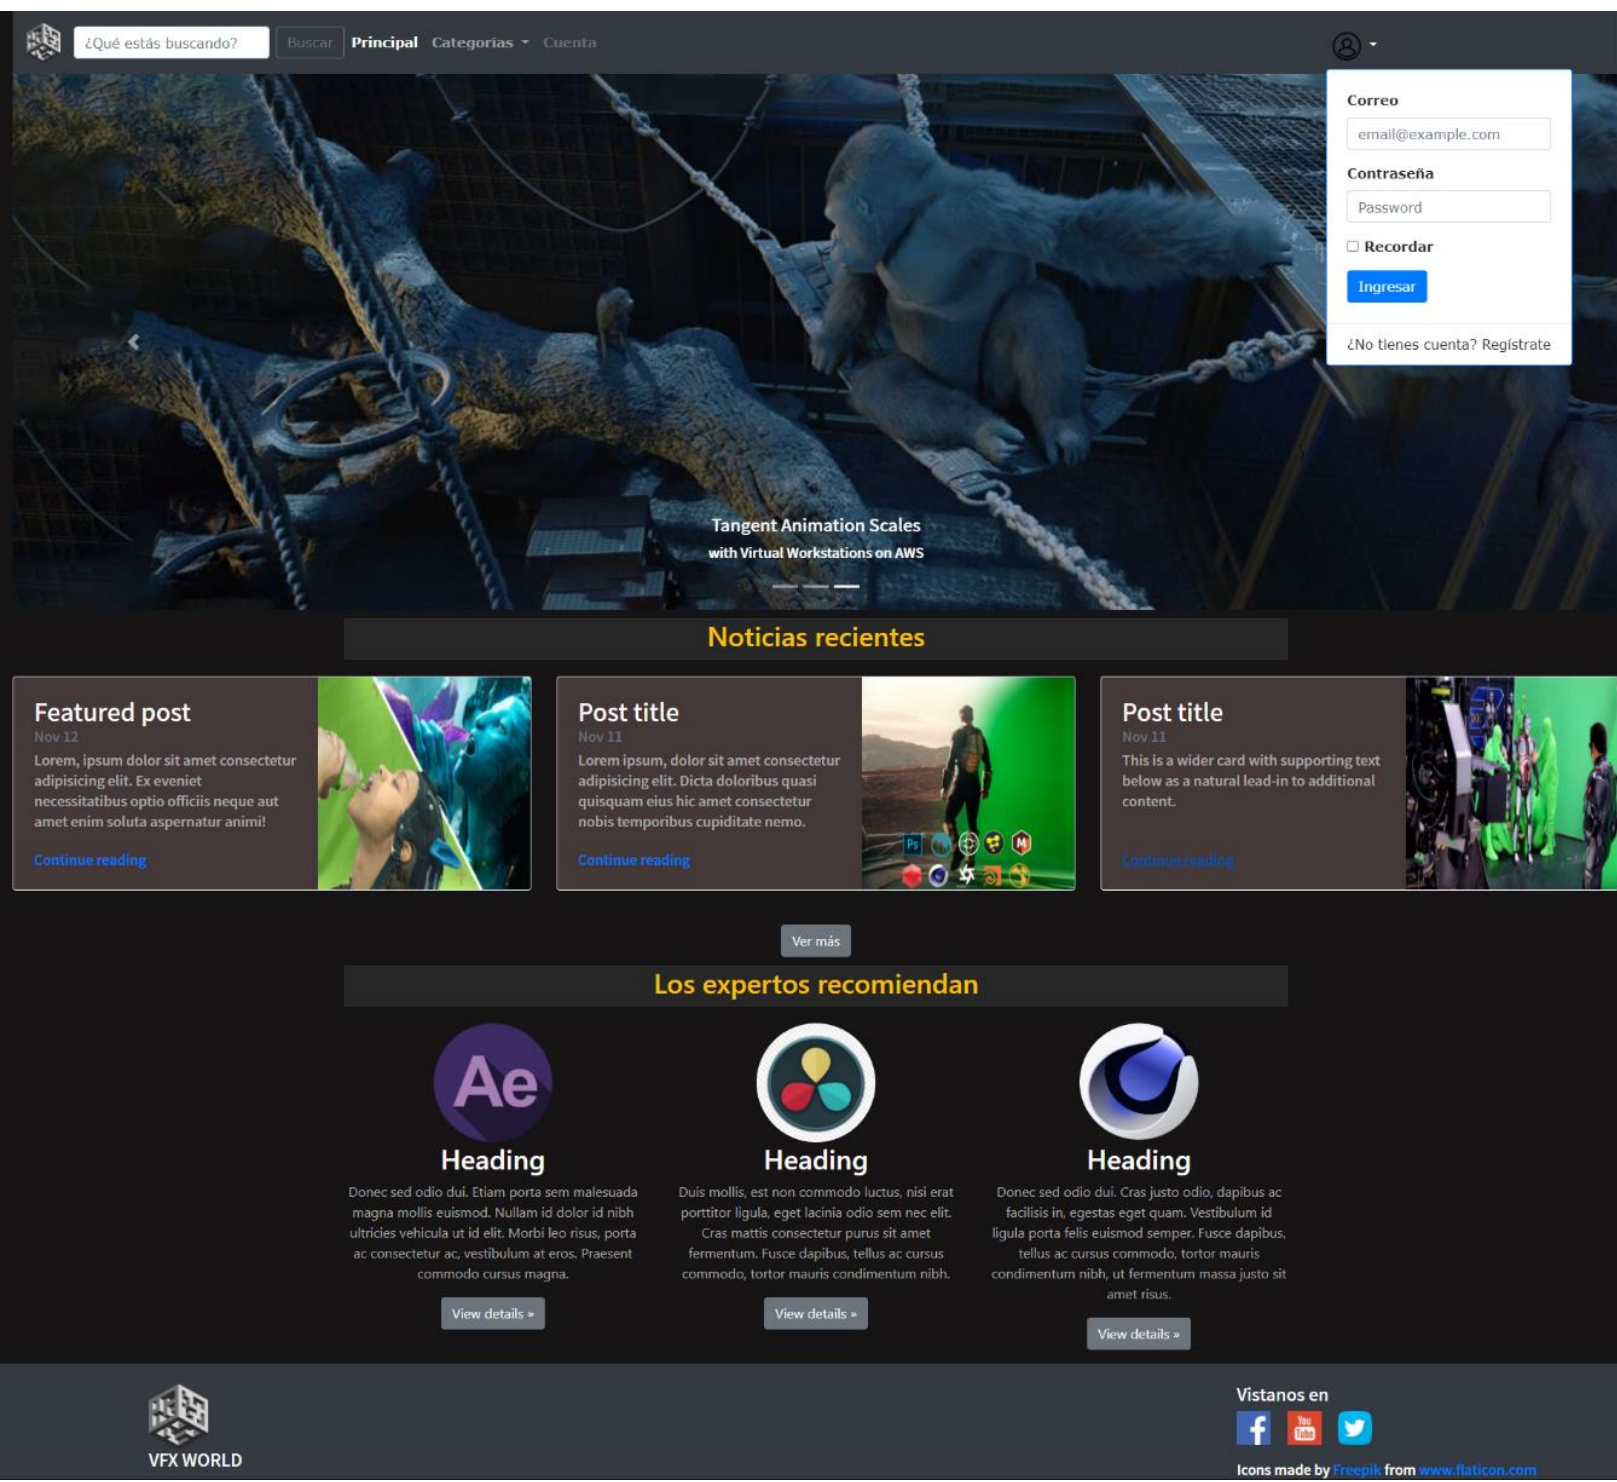 ¿Qué estás buscando?
Buscar
Principal
Categorías
Cuenta
Correo
email@example.com
Contraseña
Password
Recordar
Ingresar
¿No tienes cuenta? Regístrate
Tangent Animation Scales
with Virtual Workstations on AWS
Noticias recientes
Featured post
Nov 12
Lorem, ipsum dolor sit amet consectetur
adipisicing elit. Ex eveniet
necessitatibus optio officiis neque aut
amet enim soluta aspernatur animi!
Continue reading
Post title
Nov 11
Lorem ipsum, dolor sit amet consectetur
adipisicing elit. Dicta doloribus quasi
quisquam eius hic amet consectetur
nobis temporibus cupiditate nemo.
Continue reading
Ps
M
Post title
Nov 11
This is a wider card with supporting text
below as a natural lead-in to additional
content.
Continue reading
Ver más
Los expertos recomiendan
Ae
Heading
Donec sed odio dui. Etiam porta sem malesuada
magna mollis euismod. Nullam id dolor id nibh
ultricies vehicula ut id elit. Morbi leo risus, porta
ac consectetur ac, vestibulum at eros. Praesent
commodo cursus magna.
View details »
Heading
Duis mollis, est non commodo luctus, nisi erat
porttitor ligula, eget lacinia odio sem nec elit.
Cras mattis consectetur purus sit amet
fermentum. Fusce dapibus, tellus ac cursus
commodo, tortor mauris condimentum nibh.
View details »
Heading
Donec sed odio dui. Cras justo odio, dapibus ac
facilisis in, egestas eget quam. Vestibulum id
ligula porta felis euismod semper. Fusce dapibus,
tellus ac cursus commodo, tortor mauris
condimentum nibh, ut fermentum massa justo sit
amet risus.
View details »
VFX WORLD
Vistanos en
f
You
Tube
Icons made by Freepik from www.flaticon.com